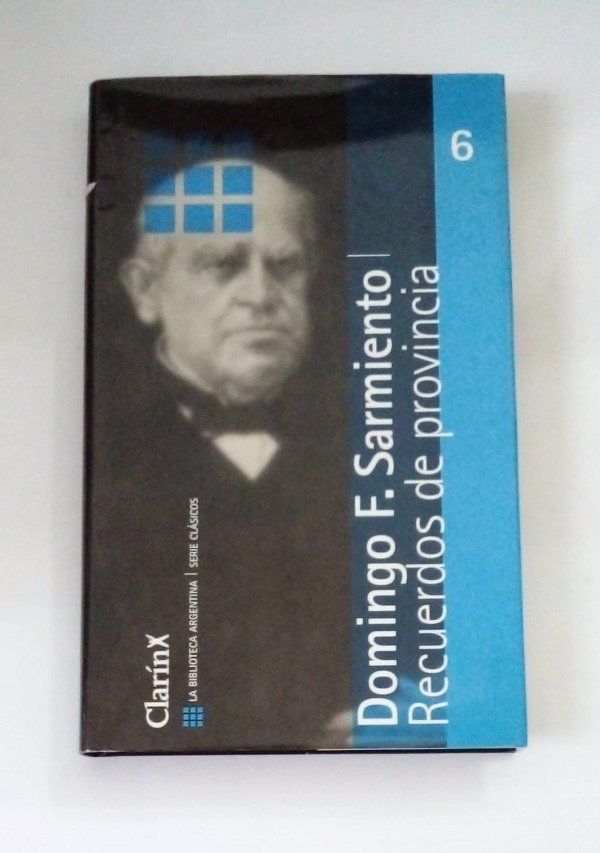 6
Domingo F. Sarmiento |
Recuerdos de provincia
Clarín
LA BIBLIOTECA ARGENTINA | SERIE CLÁSICOS